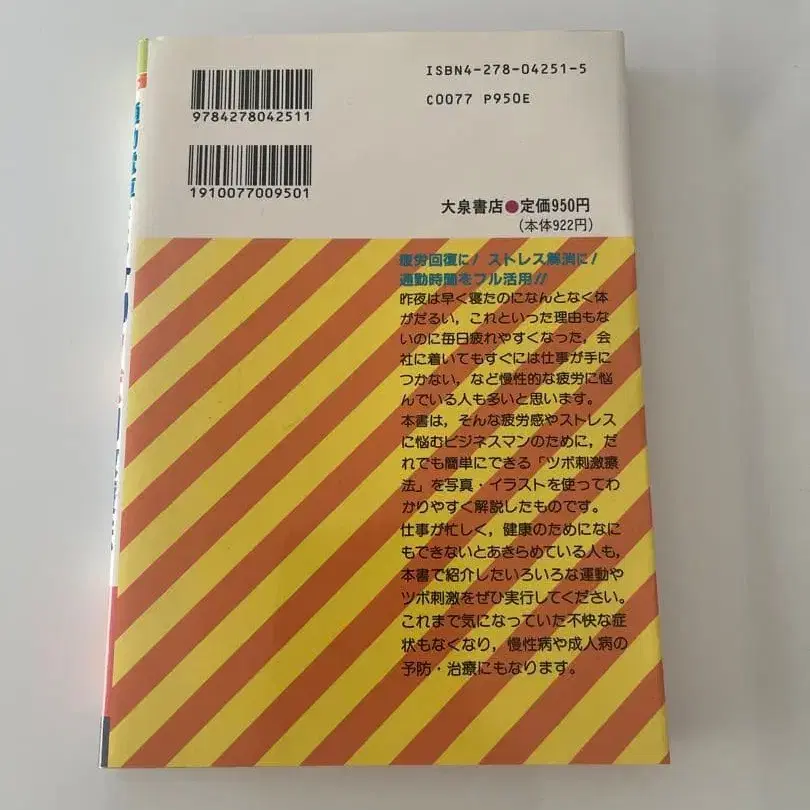 ISBN4-278-04251-5
C0077 P950E
9784278042511
1910077009501
大泉書店●定価950円
(本体922円)
疲労回復に! ストレス解消に!
通勤時間をフル活用!!
昨夜は早く寝たのになんとなく体
がだるい，これといった理由もな
いのに毎日疲れやすくなった，会
社に着いてもすぐには仕事が手に
つかない，など慢性的な疲労に悩
んでいる人も多いと思います。
本書は，そんな疲労感やストレス
に悩むビジネスマンのために，だ
れでも簡単にできる「ツボ刺激療
法」を写真・イラストを使ってわ
かりやすく解説したものです。
仕事が忙しく，健康のためになに
もできないとあきらめている人も，
本書で紹介したいろいろな運動や
ツボ刺激をぜひ実行してください。
これまで気になっていた不快な症
状もなくなり，慢性病や成人病の
予防・治療にもなります。